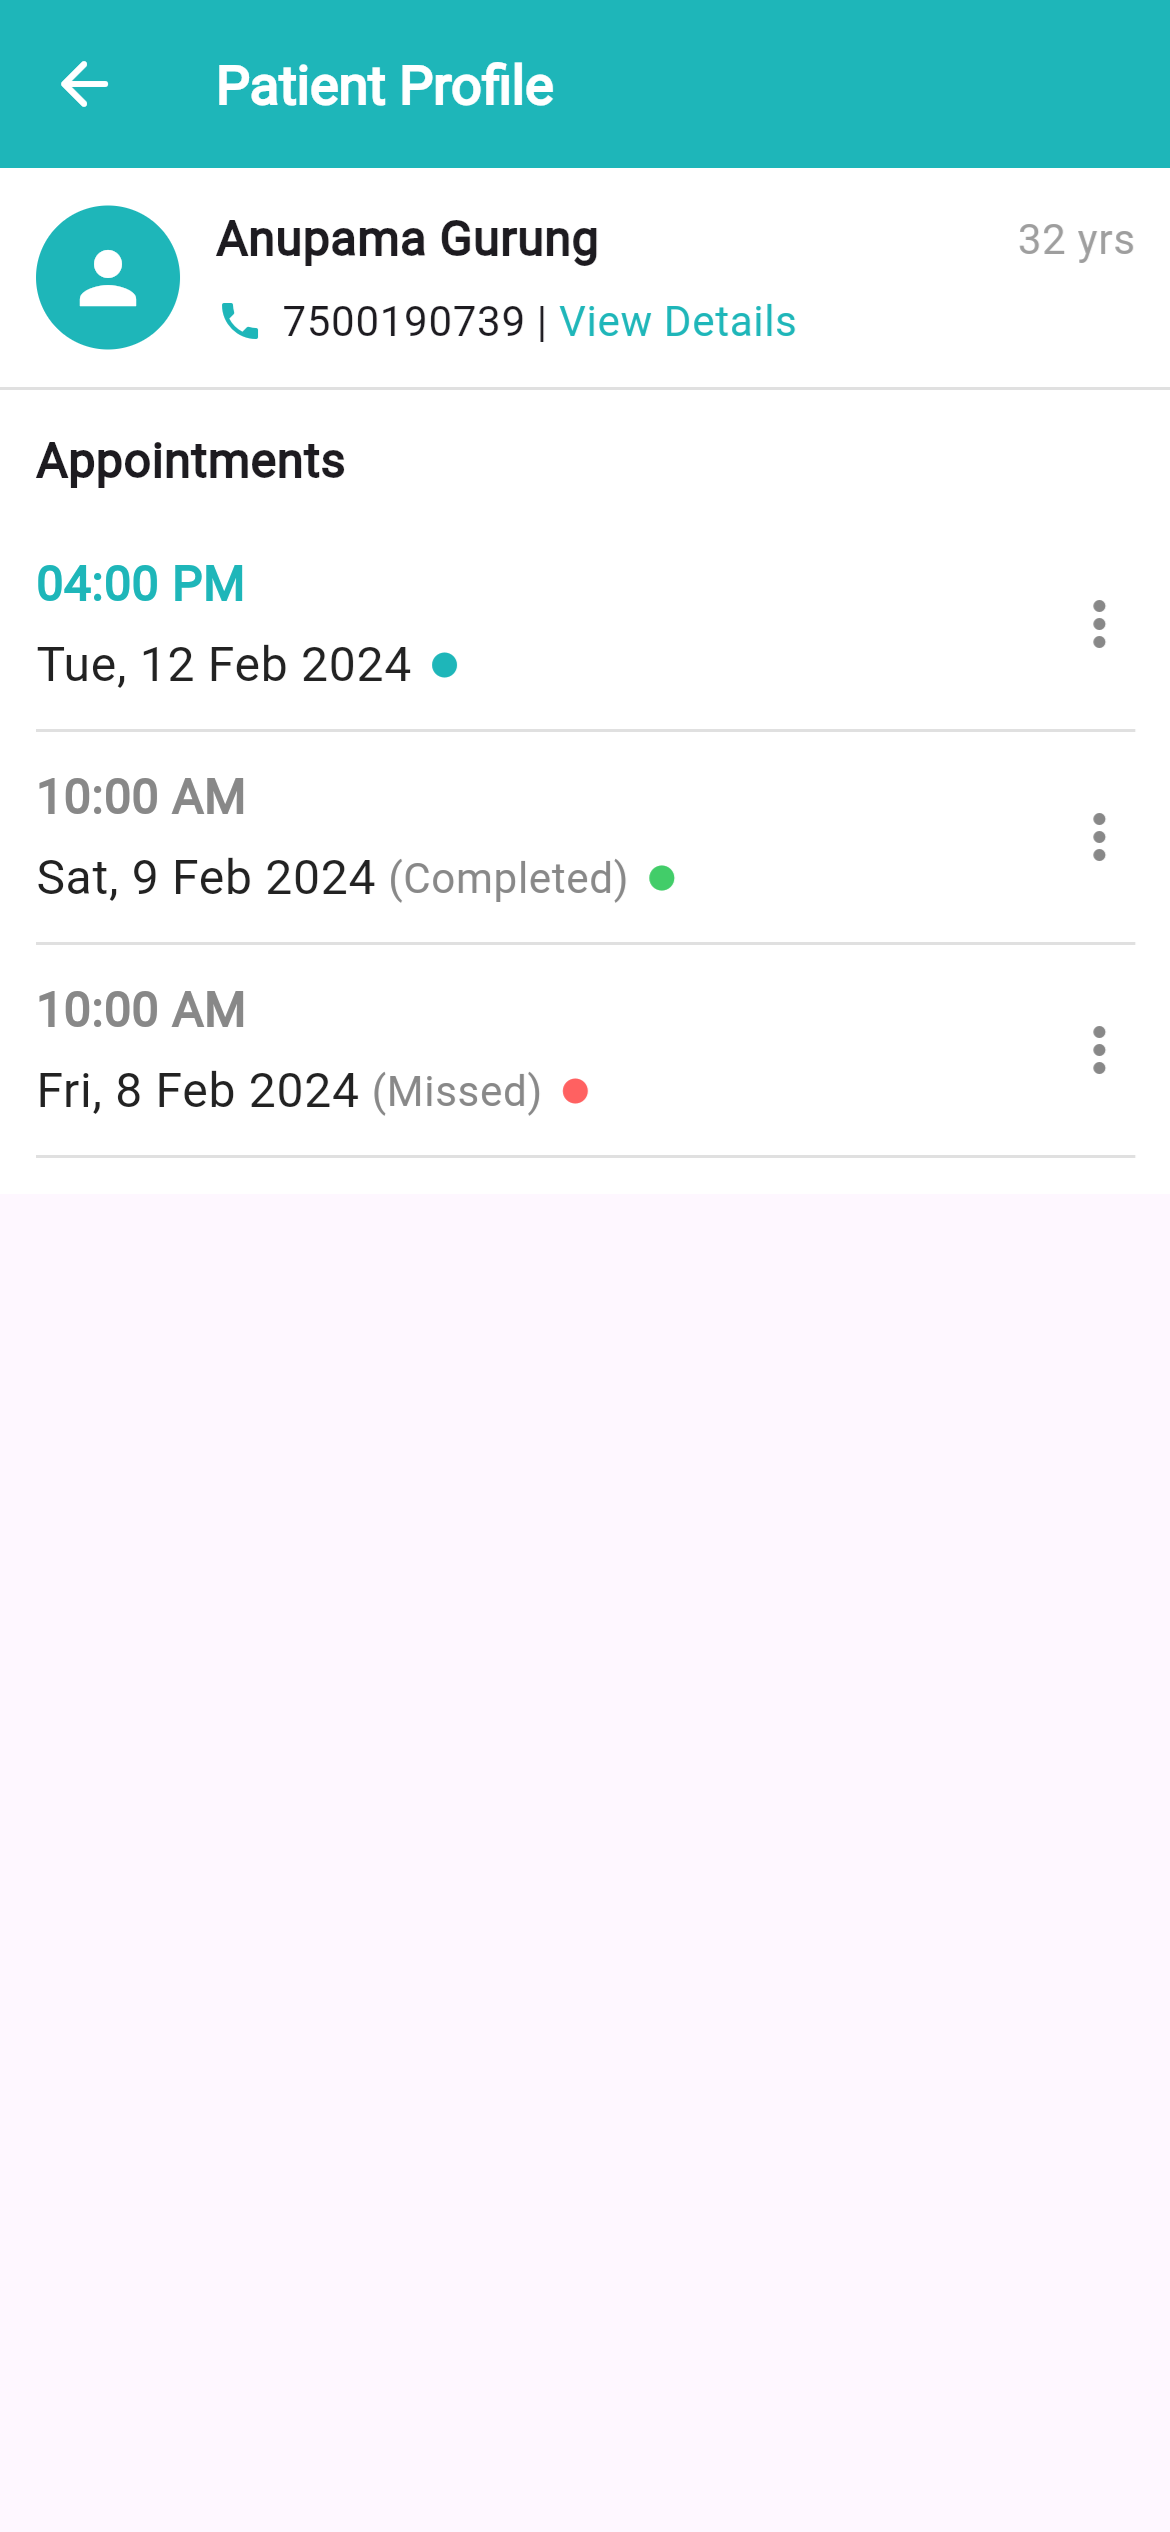 Patient Profile
Anupama Gurung
32 yrs
7500190739 | View Details
Appointments
04:00 PM
Tue, 12 Feb 2024
10:00 AM
Sat, 9 Feb 2024 (Completed)
10:00 AM
Fri, 8 Feb 2024 (Missed)